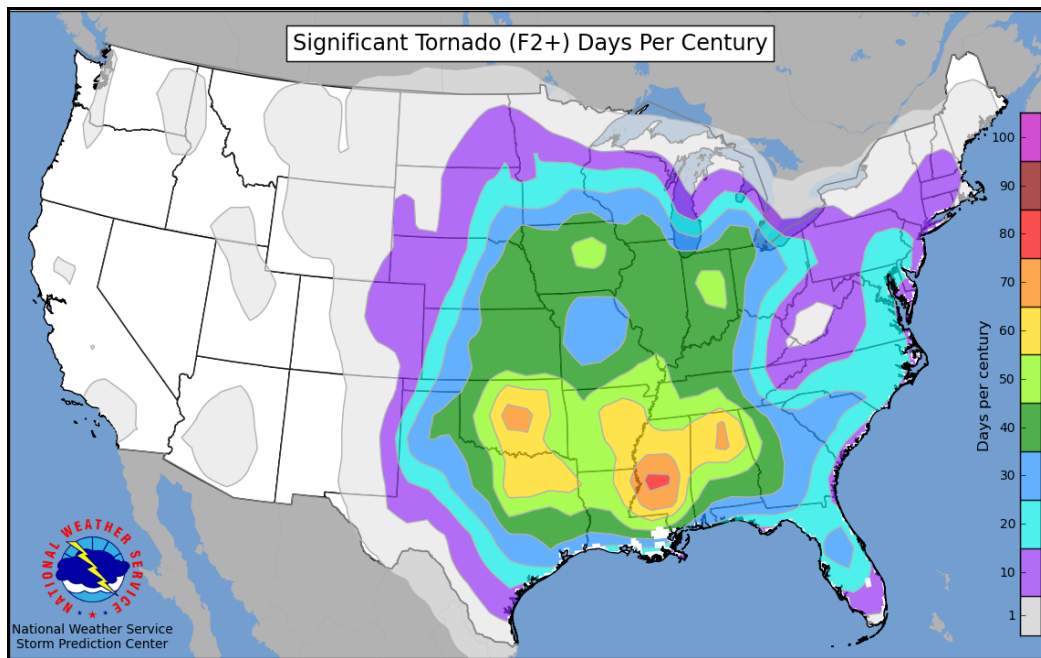 Significant Tornado (F2+) Days Per Century
100
90
80
70
60
50
40
30
20
10
1
Days per century
NATIONAL WEATHER SERVICE
National Weather Service
Storm Prediction Center